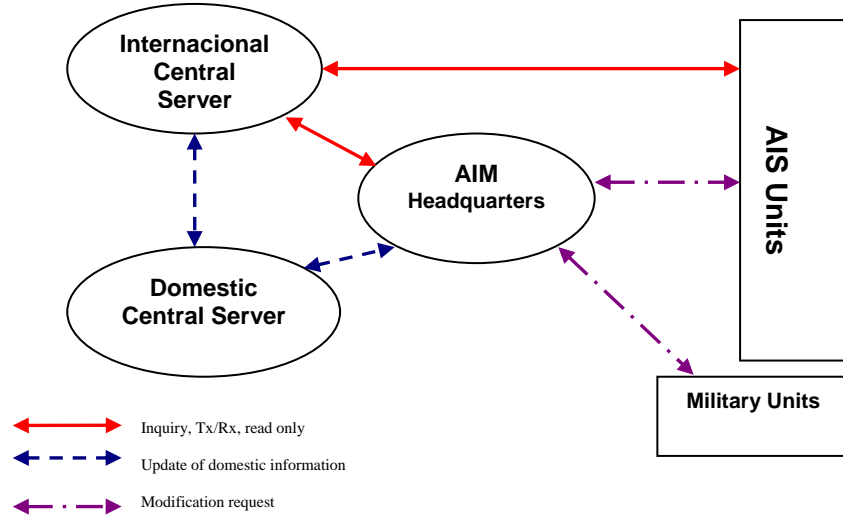 Internacional
Central
Server
AIM
Headquarters
AIS Units
Domestic
Central Server
Military Units
Inquiry, Tx/Rx, read only
Update of domestic information
Modification request